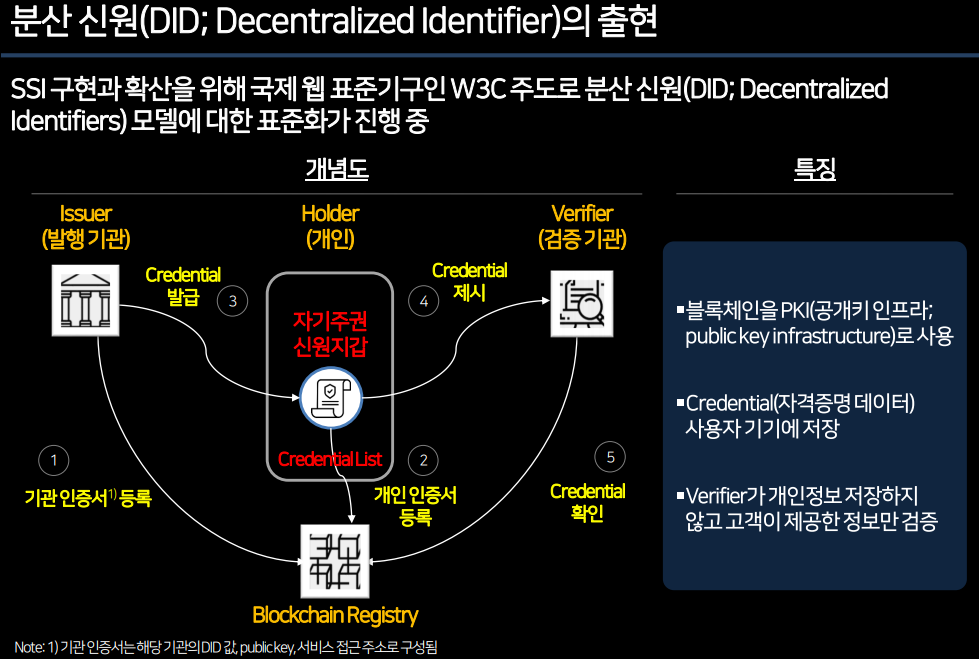 분산 신원(DID; Decentralized Identifier)의 출현
SSI 구현과 확산을 위해 국제 웹 표준기구인 W3C 주도로 분산 신원(DID; Decentralized
Identifiers) 모델에 대한 표준화가 진행 중
개념도
특징
Issuer
(발행 기관)
Holder
(개인)
Verifier
(검증 기관)
Credential
발급
3
4
Credential
제시
자기주권
신원지갑
Credential List
1
기관 인증서1) 등록
2
개인 인증서
등록
5
Credential
확인
Blockchain Registry
▪블록체인을 PKI(공개키 인프라;
public key infrastructure)로 사용
▪Credential(자격증명 데이터)
사용자 기기에 저장
▪Verifier가 개인정보 저장하지
않고 고객이 제공한 정보만 검증
Note: 1) 기관 인증서는 해당 기관의 DID 값, public key, 서비스 접근 주소로 구성됨